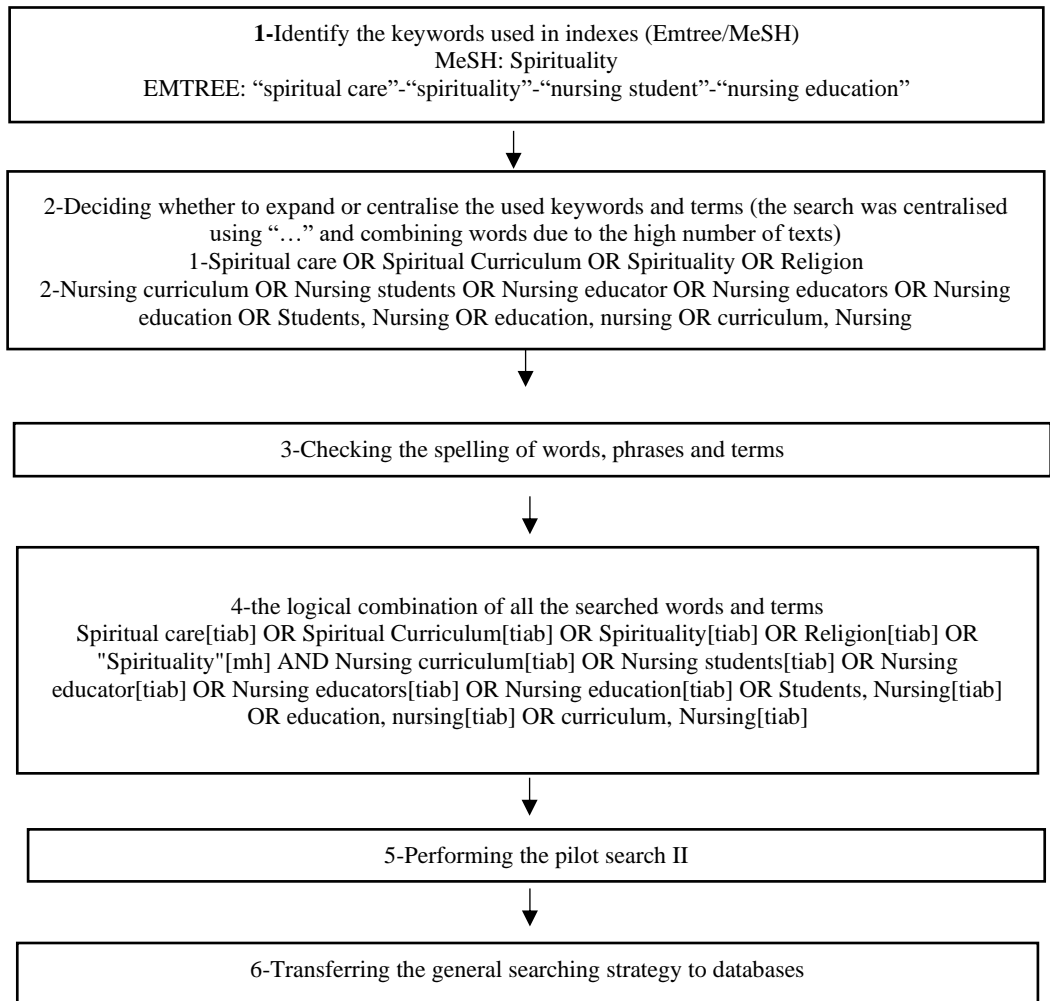 1-Identify the keywords used in indexes (Emtree/MeSH)
MeSH: Spirituality
EMTREE: “spiritual care”-“spirituality”-“nursing student”-“nursing education”
2-Deciding whether to expand or centralise the used keywords and terms (the search was centralised
using “…” and combining words due to the high number of texts)
1-Spiritual care OR Spiritual Curriculum OR Spirituality OR Religion
2-Nursing curriculum OR Nursing students OR Nursing educator OR Nursing educators OR Nursing
education OR Students, Nursing OR education, nursing OR curriculum, Nursing
3-Checking the spelling of words, phrases and terms
4-the logical combination of all the searched words and terms
Spiritual care[tiab] OR Spiritual Curriculum[tiab] OR Spirituality[tiab] OR Religion[tiab] OR
"Spirituality"[mh] AND Nursing curriculum[tiab] OR Nursing students[tiab] OR Nursing
educator[tiab] OR Nursing educators[tiab] OR Nursing education[tiab] OR Students, Nursing[tiab]
OR education, nursing[tiab] OR curriculum, Nursing[tiab]
5-Performing the pilot search II
6-Transferring the general searching strategy to databases